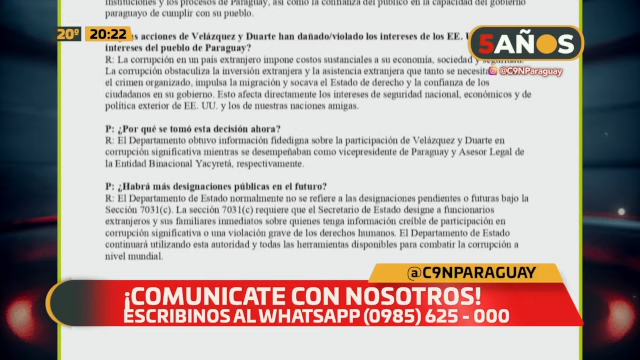 instituciones y los procesos de Paraguay, así como la confianza del público en la capacidad del gobierno
paraguayo de cumplir con su pueblo.
20º
20:22
acciones de Velázquez y Duarte han dañado/violado los intereses de los EE.
intereses del pueblo de Paraguay?
R: La corrupción en un país extranjero impone costos sustanciales a su economía, sociedad y
La corrupción obstaculiza la inversión extranjera y la asistencia extranjera que tanto se
el crimen organizado, impulsa la migración y socava el Estado de derecho y la confianza de los
ciudadanos en su gobierno. Esto afecta directamente los intereses de seguridad nacional, económicos y de
política exterior de EE. UU. y los de nuestras naciones amigas.
5AÑOS
@C9NParaguay
P: ¿Por qué se tomó esta decisión ahora?
R: El Departamento obtuvo información fidedigna sobre la participación de Velázquez y Duarte en
corrupción significativa mientras se desempeñaban como vicepresidente de Paraguay y Asesor Legal de
la Entidad Binacional Yacyretá, respectivamente.
P: ¿Habrá más designaciones públicas en el futuro?
R: El Departamento de Estado normalmente no se refiere a las designaciones pendientes o futuras bajo la
Sección 7031(c). La sección 7031(c) requiere que el Secretario de Estado designe a funcionarios
extranjeros y sus familiares inmediatos sobre quienes tenga información creíble de participación en
corrupción significativa o una violación grave de los derechos humanos. El Departamento de Estado
continuará utilizando esta autoridad y todas las herramientas disponibles para combatir la corrupción a
nivel mundial.
@C9NPARAGUAY
¡COMUNICATE CON NOSOTROS!
ESCRIBINOS AL WHATSAPP (0985) 625 - 000